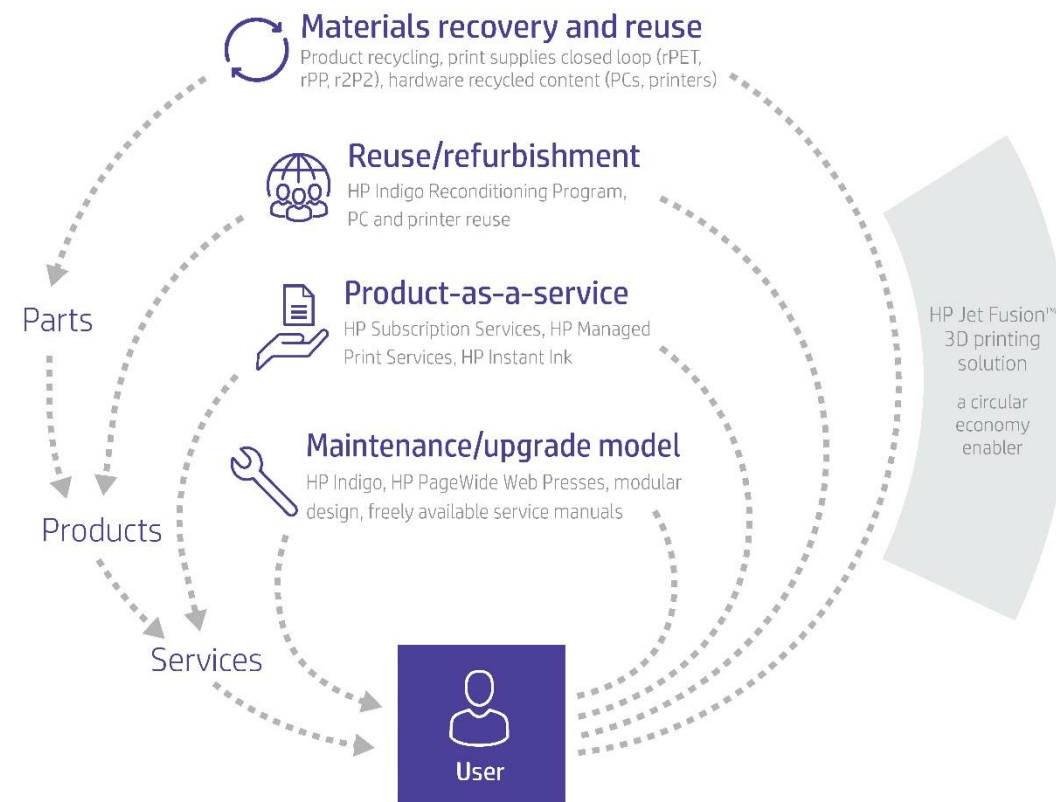 Materials recovery and reuse
Product recycling, print supplies closed loop (rPET,
rPP, r2P2), hardware recycled content (PCs, printers)
Reuse/refurbishment
HP Indigo Reconditioning Program,
PC and printer reuse
Product-as-a-service
HP Subscription Services, HP Managed
Print Services, HP Instant Ink
Maintenance/upgrade model
HP Indigo, HP PageWide Web Presses, modular
design, freely available service manuals
Parts
Products
Services
User
HP Jet Fusion™
3D printing
solution
a circular
economy
enabler